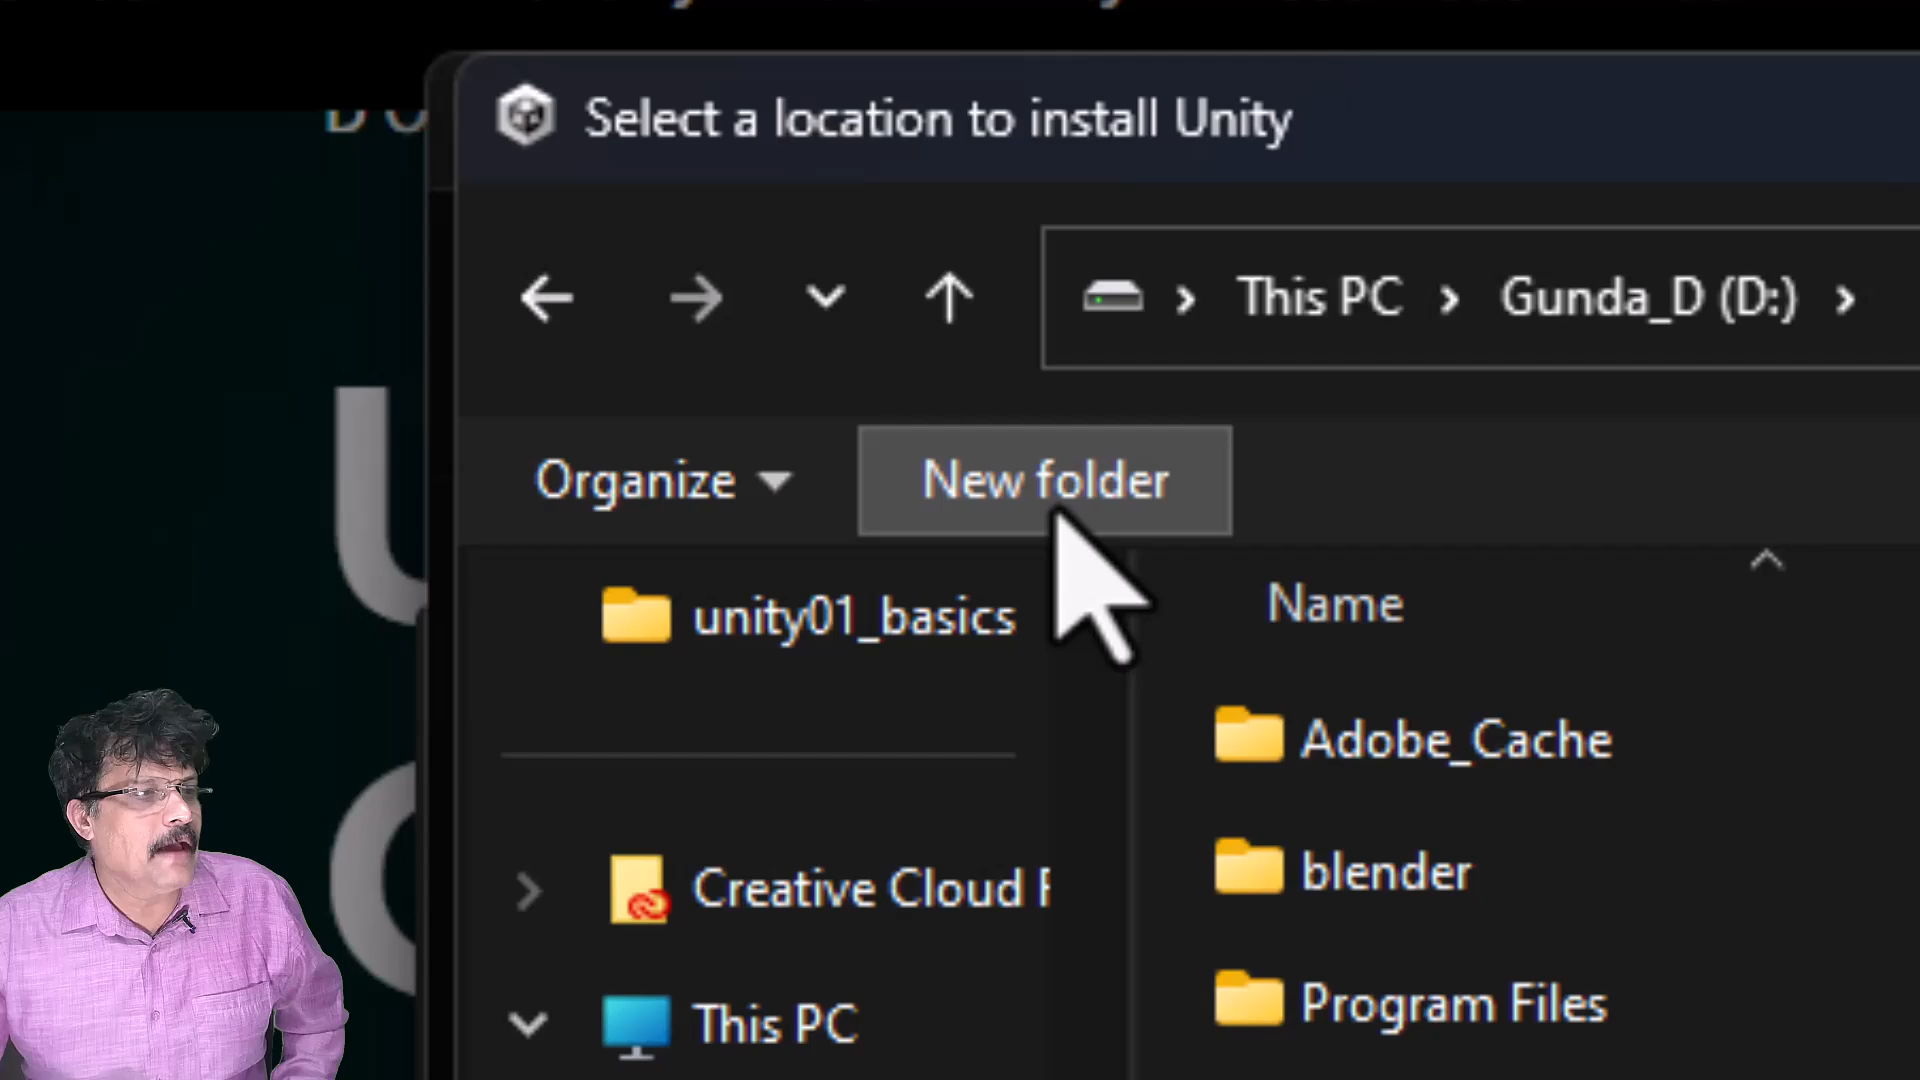 Select a location to install Unity
This PC > Gunda_D (D:) >
Organize
New folder
unity01_basics
Name
Adobe_Cache
blender
Creative Cloud F
Program Files
This PC